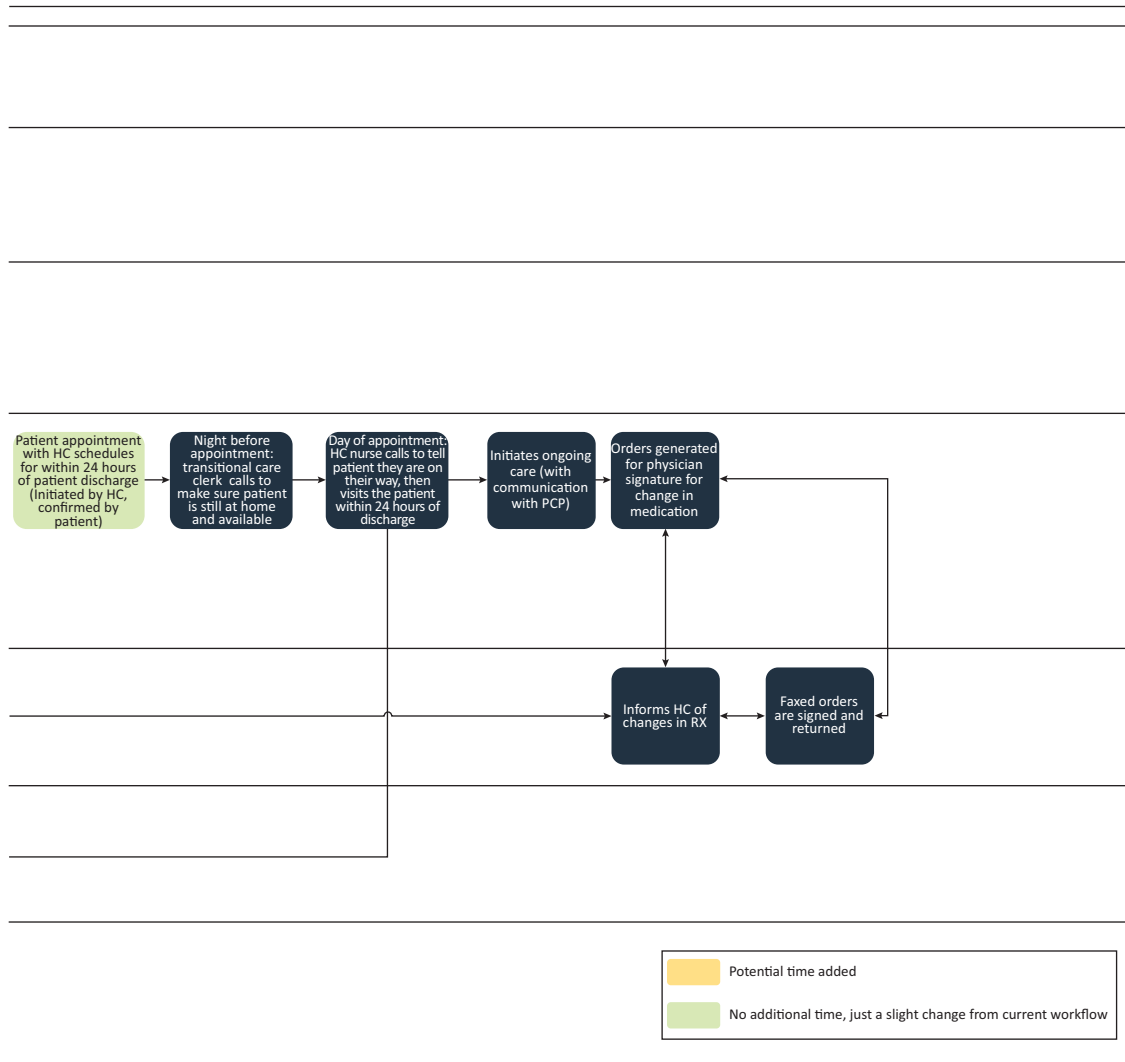 Patient appointment
with HC schedules
for within 24 hours
of patient discharge
(Initiated by HC,
confirmed by
patient)
Night before
appointment:
transitional care
clerk calls to
make sure patient
is still at home
and available
Day of appointment:
HC nurse calls to tell
patient they are on
their way, then
visits the patient
within 24 hours of
discharge
Initiates ongoing
care (with
communication
with PCP)
Orders generated
for physician
signature for
change in
medication
Informs HC of
changes in RX
Faxed orders
are signed and
returned
Potential time added
No additional time, just a slight change from current workflow